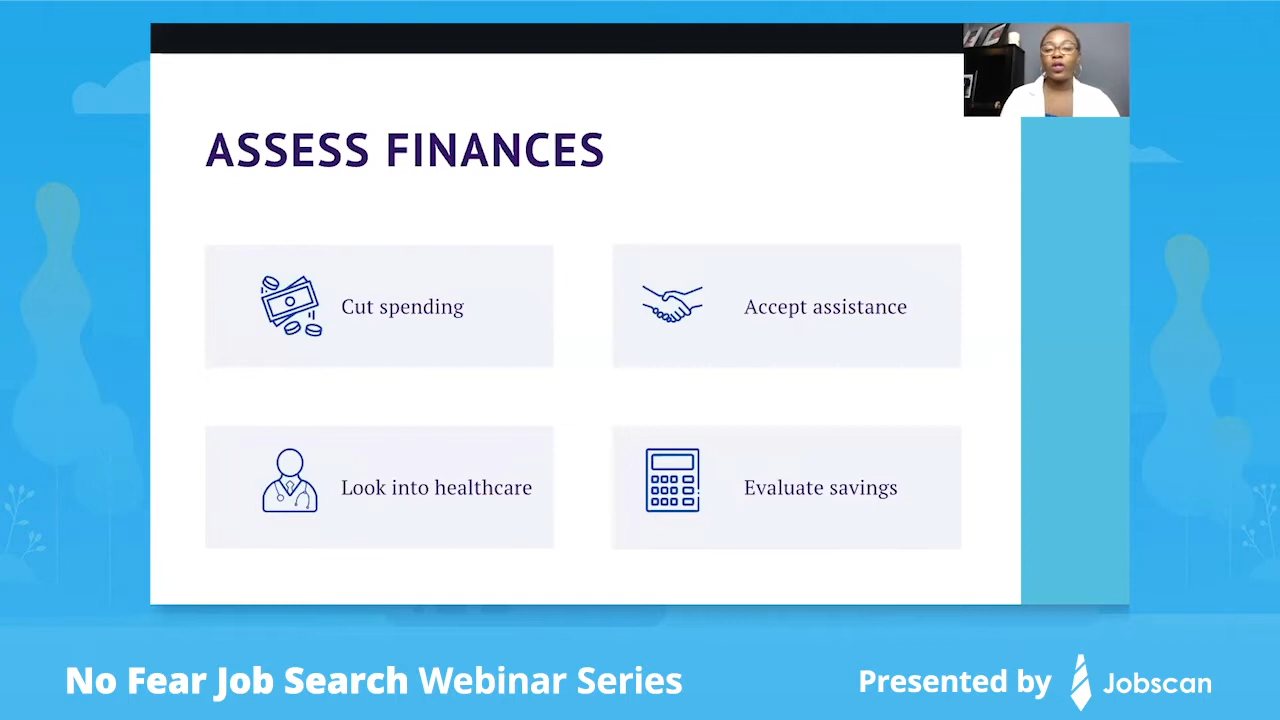 ASSESS FINANCES
Cut spending
Accept assistance
Look into healthcare
Evaluate savings
No Fear Job Search Webinar Series
Presented by Jobscan